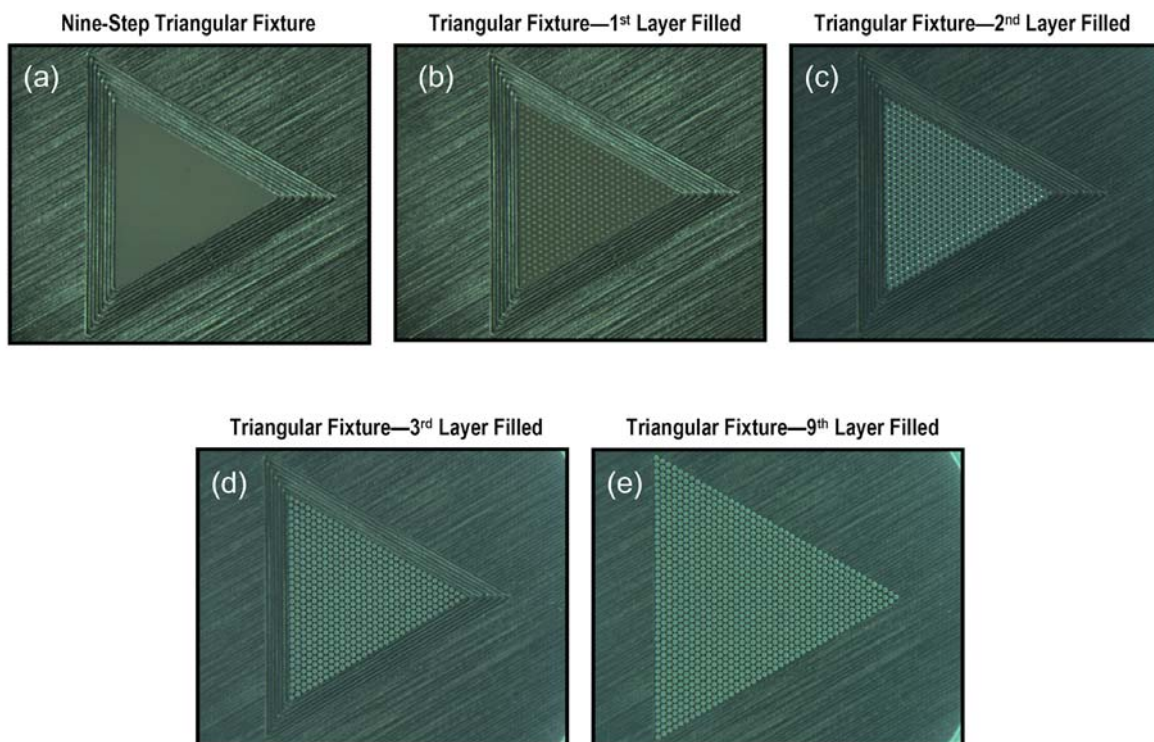 Nine-Step Triangular Fixture
Triangular Fixture—1st Layer Filled
Triangular Fixture—2nd Layer Filled
(a)
(b)
(c)
Triangular Fixture—3rd Layer Filled
Triangular Fixture—9th Layer Filled
(d)
(e)